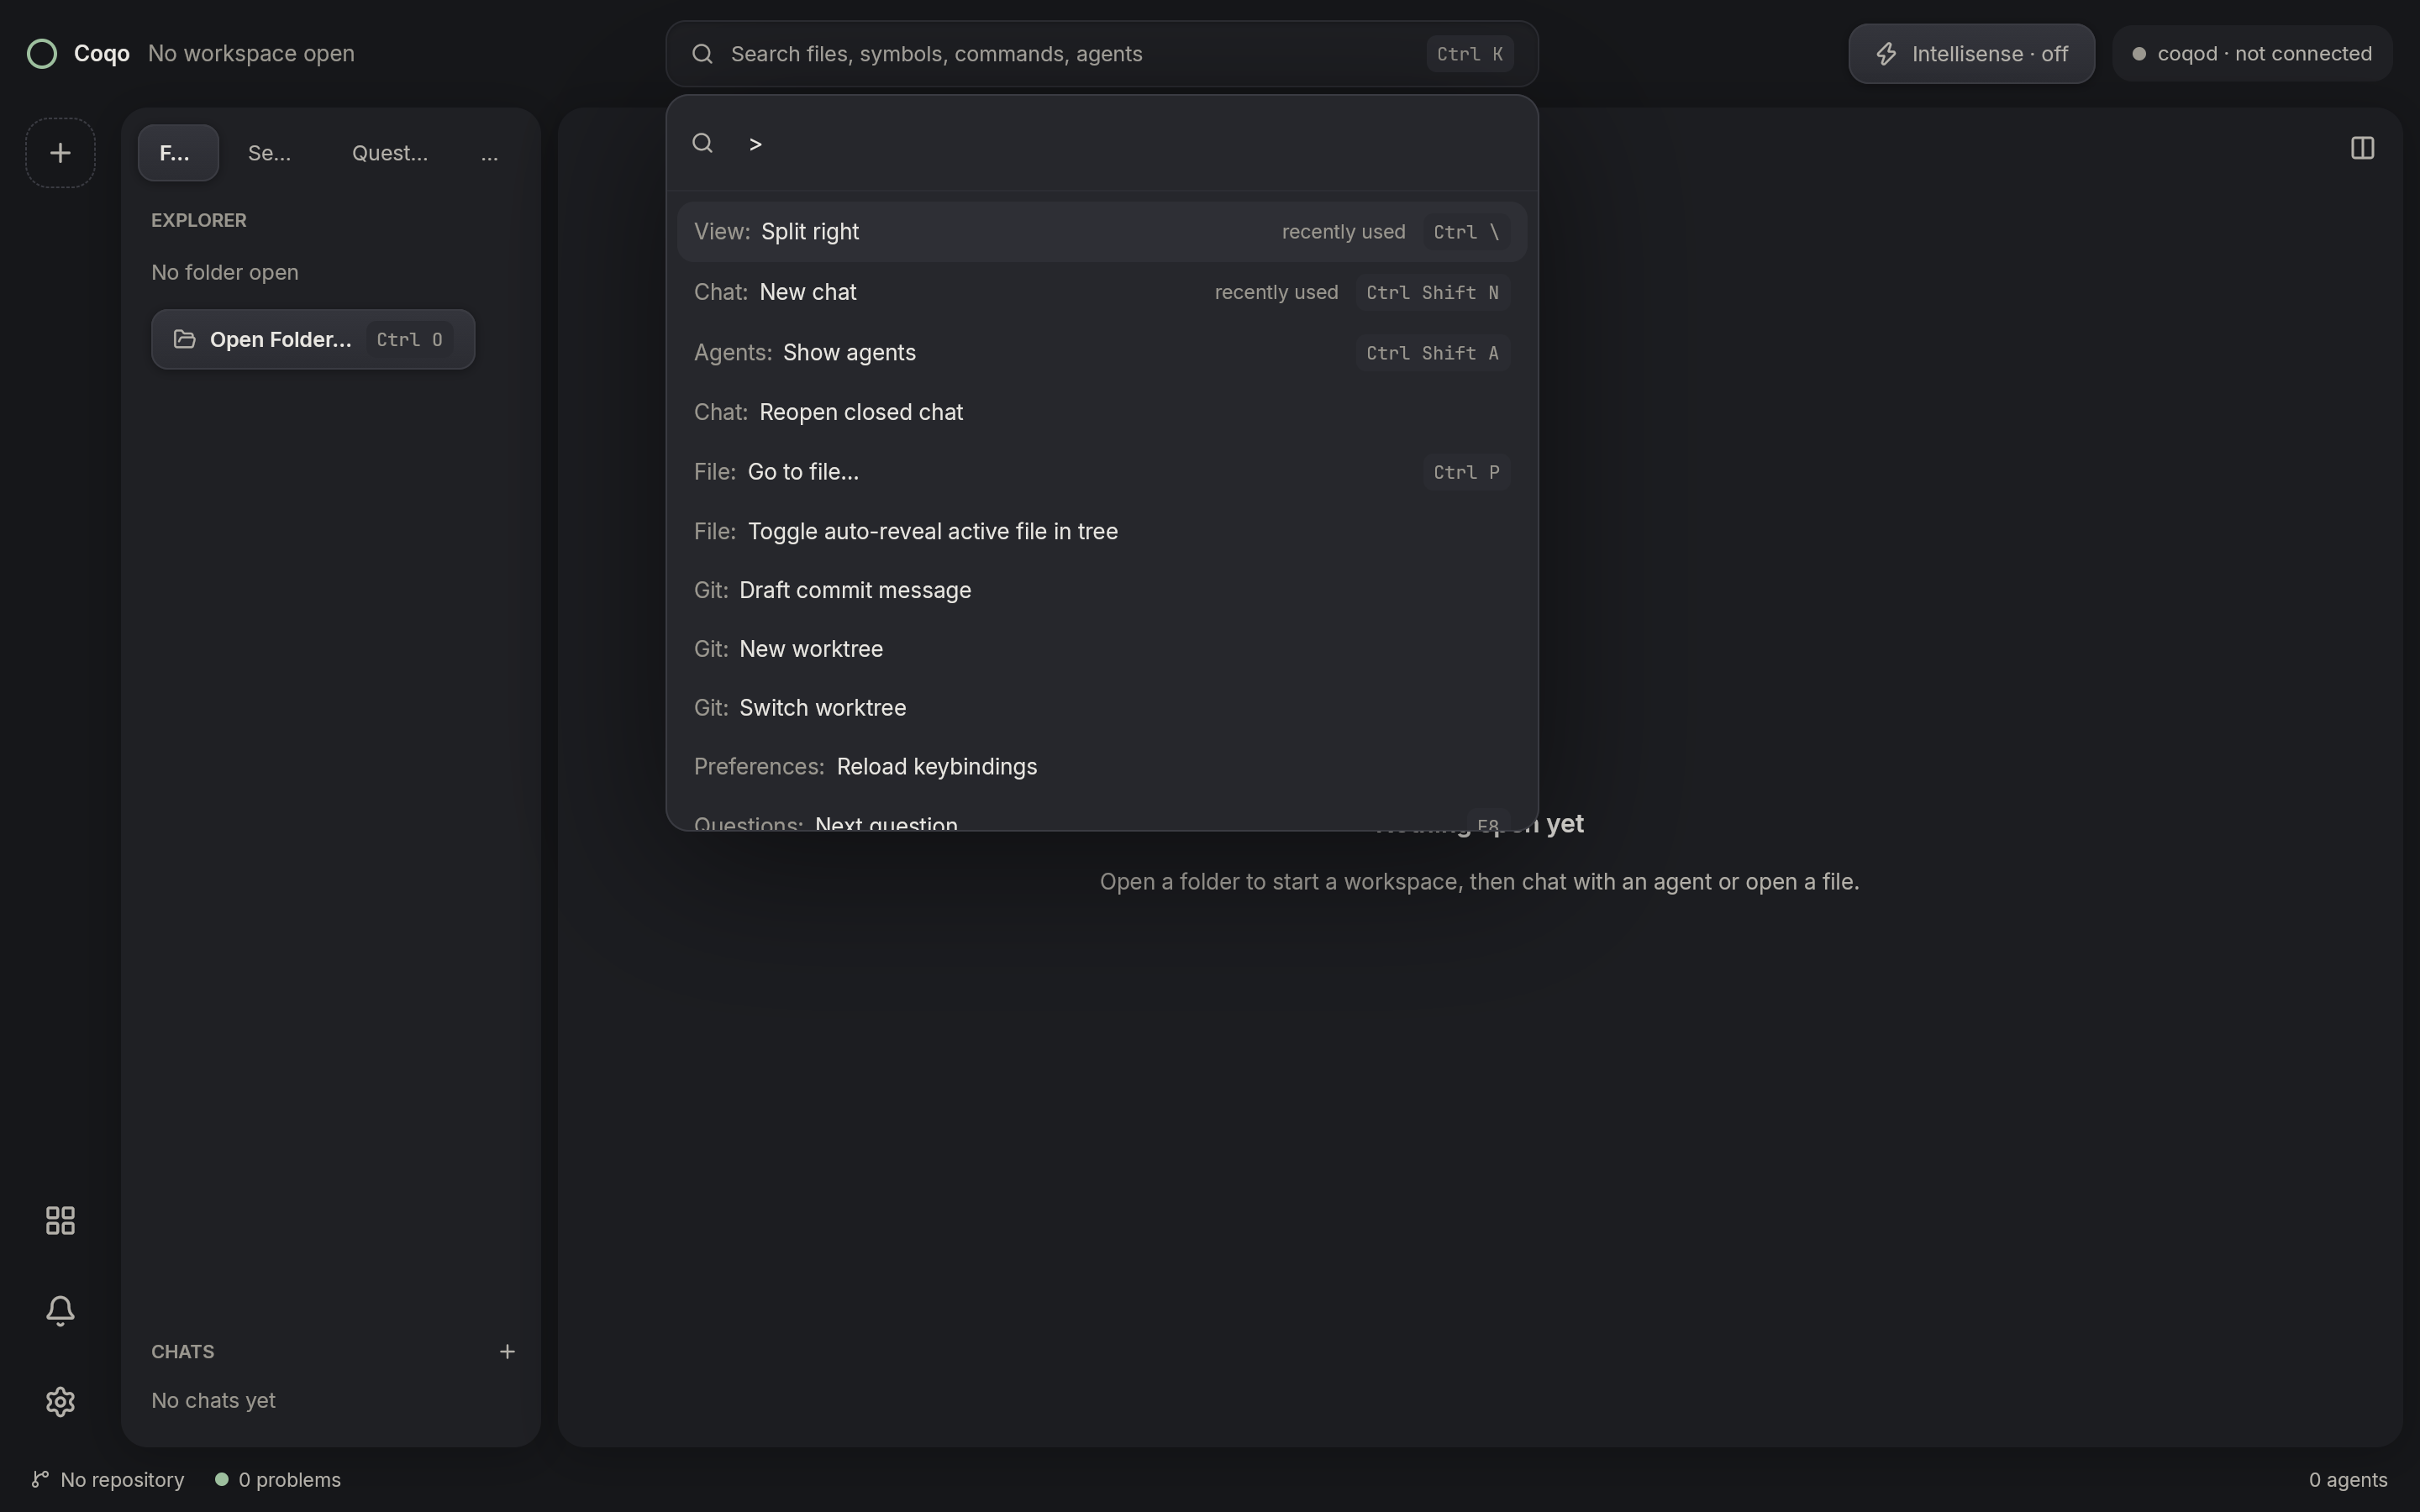 Coqo No workspace open
Search files, symbols, commands, agents Ctrl K
Intellisense · off
coqod · not connected
F... Se... Quest... ...
EXPLORER
No folder open
Open Folder... Ctrl O
>
View: Split right recently used Ctrl \
Chat: New chat recently used Ctrl Shift N
Agents: Show agents Ctrl Shift A
Chat: Reopen closed chat
File: Go to file... Ctrl P
File: Toggle auto-reveal active file in tree
Git: Draft commit message
Git: New worktree
Git: Switch worktree
Preferences: Reload keybindings
Questions: Next question F8
yet
Open a folder to start a workspace, then chat with an agent or open a file.
CHATS
No chats yet
No repository 0 problems
0 agents